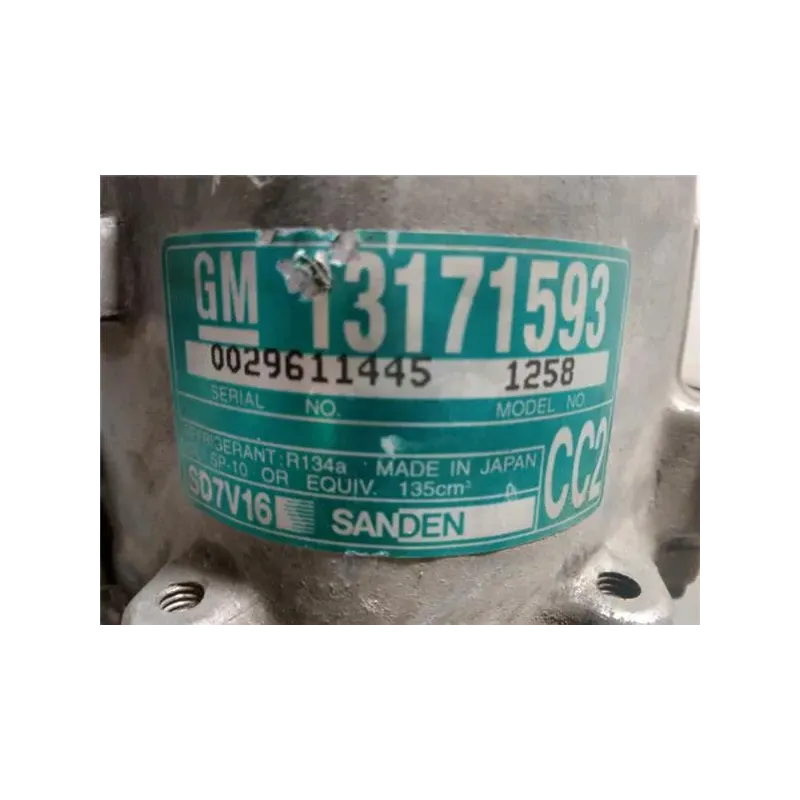 GM 13171593
0029611445 1258
SERIAL NO. MODEL NO.
REFRIGERANT: R134a MADE IN JAPAN
SP-10 OR EQUIV. 135cm³
SD7V16 SANDEN
CC2